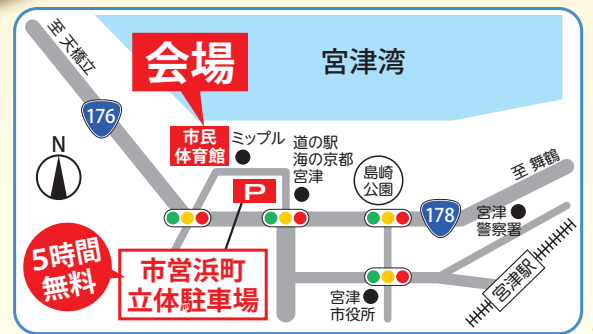 至 天橋立
会場
宮津湾
176
N
市民
体育館
ミップル
道の駅
海の京都
宮津
島崎
公園
至 舞鶴
P
178
宮津
警察署
5時間
無料
市営浜町
立体駐車場
宮津
市役所
宮津駅